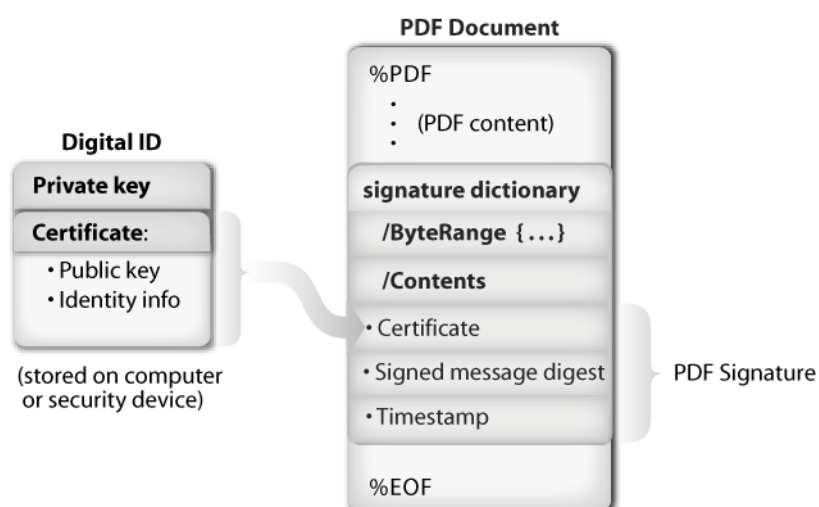 PDF Document
%PDF
• (PDF content)
Digital ID
Private key
Certificate:
• Public key
• Identity info
(stored on computer
or security device)
signature dictionary
/ByteRange {...}
/Contents
• Certificate
• Signed message digest
• Timestamp
PDF Signature
%EOF